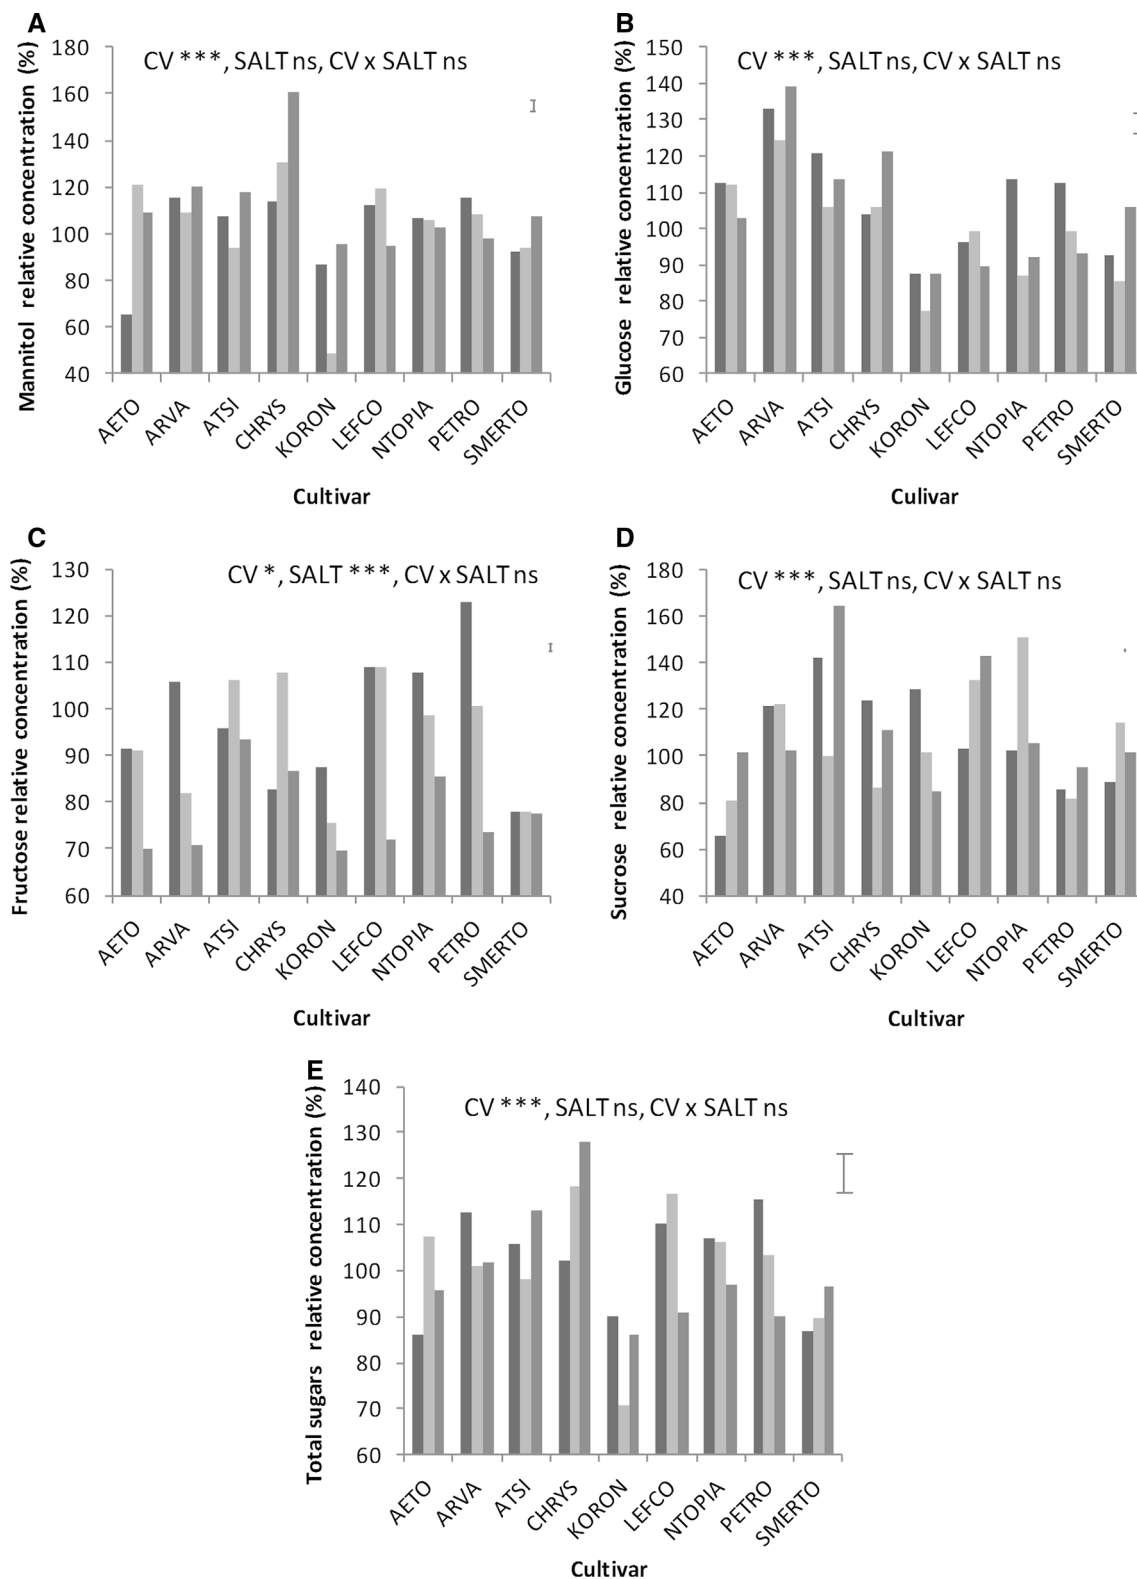 A
Mannitol relative concentration (%)
CV ***, SALT ns, CV x SALT ns
180
160
140
120
100
80
60
40
AETO
ARVA
ATSI
CHRYS
KORON
LEFCO
NTOPIA
PETRO
SMERTO
Cultivar
B
Glucose relative concentration (%)
CV ***, SALT ns, CV x SALT ns
150
140
130
120
110
100
90
80
70
60
AETO
ARVA
ATSI
CHRYS
KORON
LEFCO
NTOPIA
PETRO
SMERTO
Culivar
C
Fructose relative concentration (%)
CV *, SALT ***, CV x SALT ns
130
120
110
100
90
80
70
60
AETO
ARVA
ATSI
CHRYS
KORON
LEFCO
NTOPIA
PETRO
SMERTO
Cultivar
D
Sucrose relative concentration (%)
CV ***, SALT ns, CV x SALT ns
180
160
140
120
100
80
60
40
AETO
ARVA
ATSI
CHRYS
KORON
LEFCO
NTOPIA
PETRO
SMERTO
Cultivar
E
Total sugars relative concentration (%)
CV ***, SALT ns, CV x SALT ns
140
130
120
110
100
90
80
70
60
AETO
ARVA
ATSI
CHRYS
KORON
LEFCO
NTOPIA
PETRO
SMERTO
Cultivar